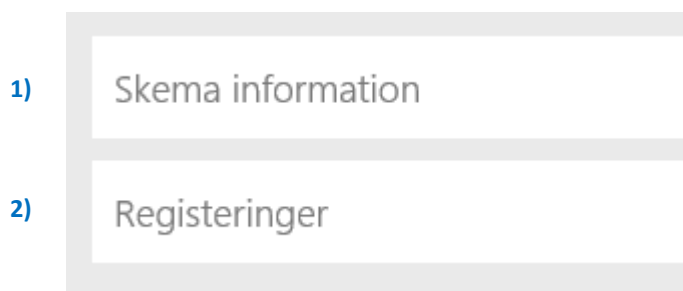 1) Skema information
2) Registeringer